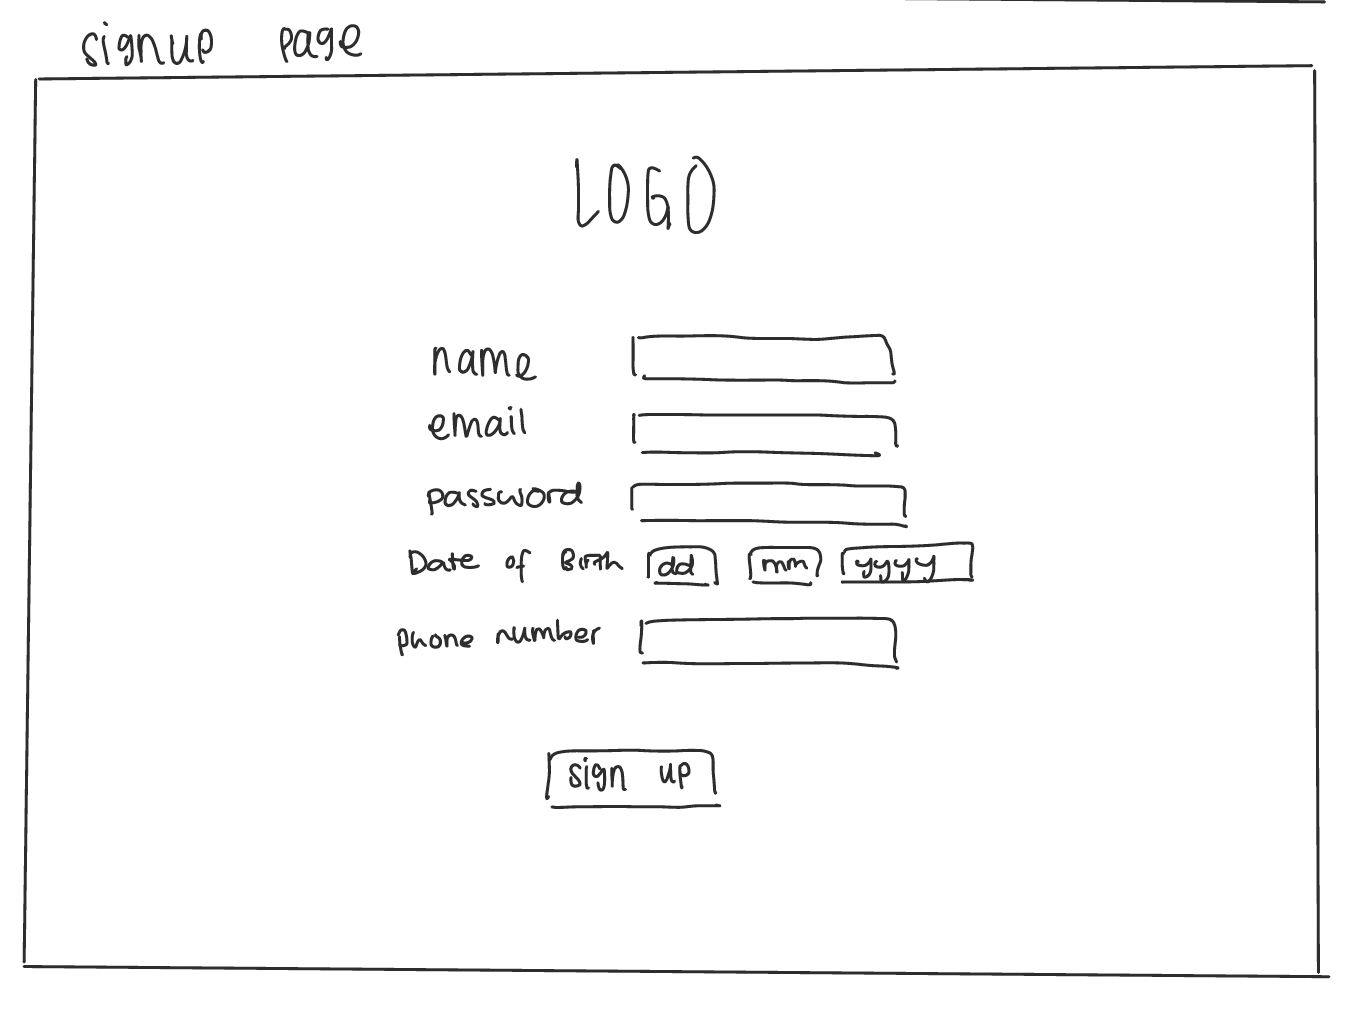 signup page
LOGO
name
email
password
Date of Birth dd mm yyyy
phone number
sign up